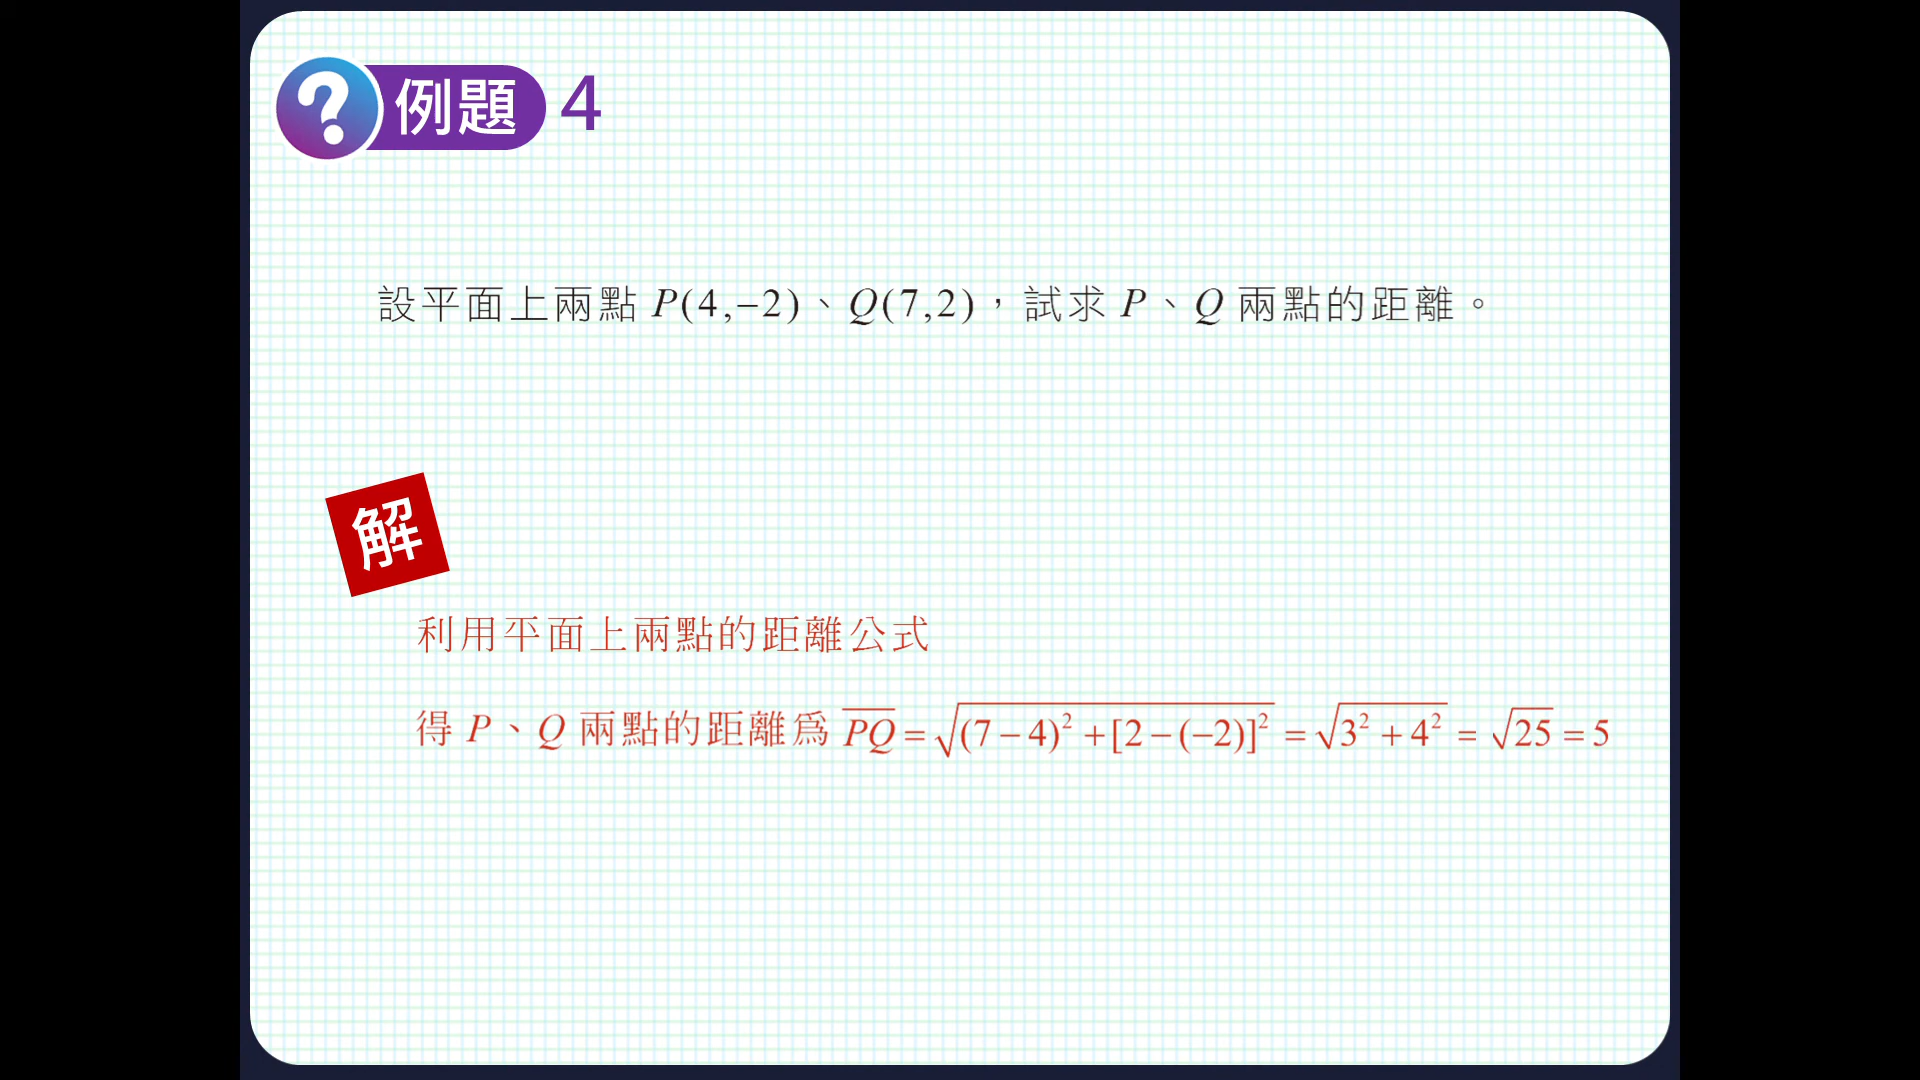 ? 例題 4
設平面上兩點 P(4,−2)、Q(7,2),試求 P、Q 兩點的距離。
解
利用平面上兩點的距離公式
得 P、Q 兩點的距離爲 \overline{PQ} = √((7 − 4)² + [2 − (−2)]²) = √(3² + 4²) = √25 = 5